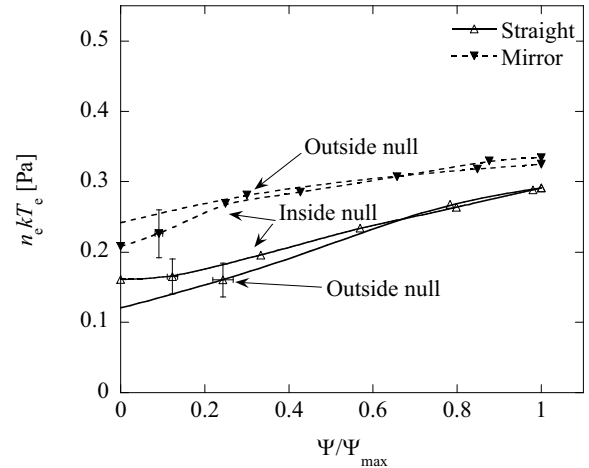 0.5
0.4
0.3
0.2
0.1
0
n_e kT_e [Pa]
Straight
Mirror
Outside null
Inside null
Outside null
0 0.2 0.4 0.6 0.8 1
Ψ/Ψ_max